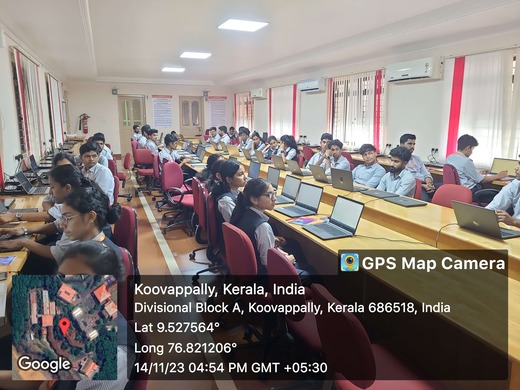 GPS Map Camera
Koovappally, Kerala, India
Divisional Block A, Koovappally, Kerala 686518, India
Lat 9.527564°
Long 76.821206°
14/11/23 04:54 PM GMT +05:30
Google